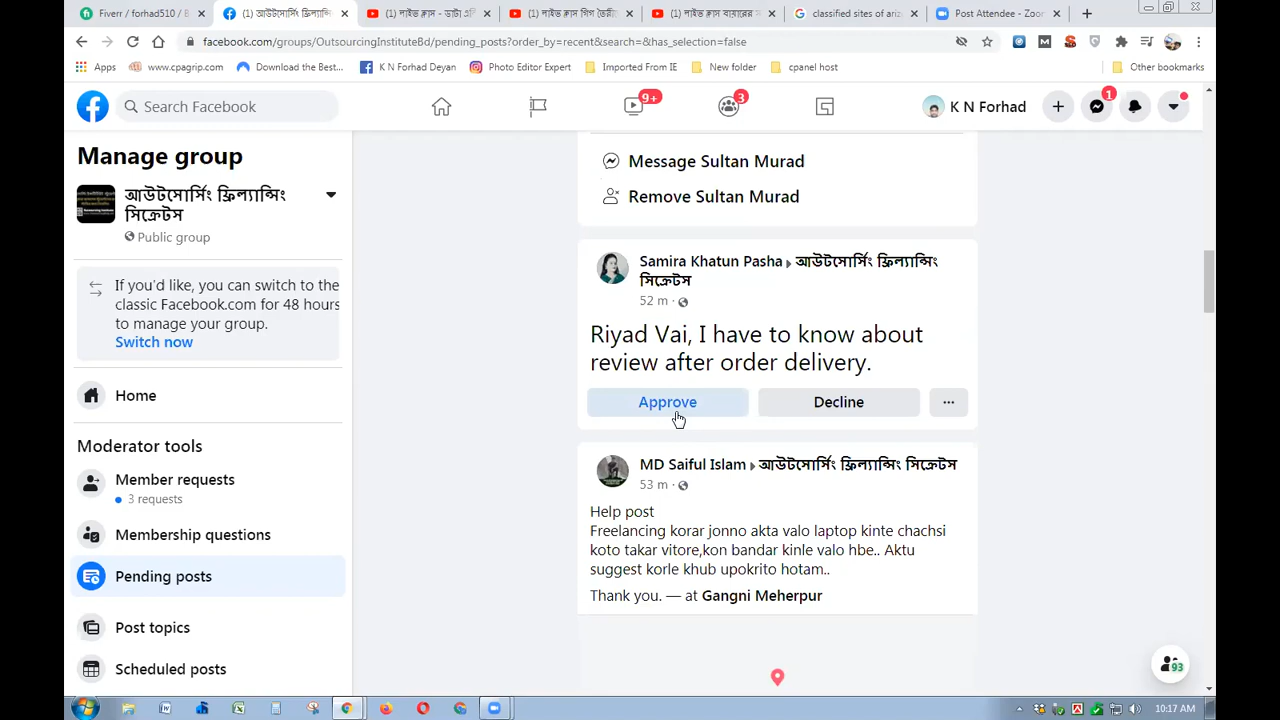 Fiverr / forhad510 / B
(1) আউটসোর্সিং ফ্রিল্যান্সি
(১) লাইভ ক্লাস - ডাটা এন্ট্রি
(১) লাইভ ক্লাস গিগ তৈরী
(১) লাইভ ক্লাস বায়ারের স
classified sites of ariz
Post Attendee - Zoom
facebook.com/groups/OutsourcingInstituteBd/pending_posts?order_by=recent&search=&has_selection=false
Apps
www.cpagrip.com
Download the Best...
K N Forhad Deyan
Photo Editor Expert
Imported From IE
New folder
cpanel host
Other bookmarks
Search Facebook
9+
3
K N Forhad
1
Manage group
আউটসোর্সিং ফ্রিল্যান্সিং
সিক্রেটস
Public group
If you'd like, you can switch to the
classic Facebook.com for 48 hours
to manage your group.
Switch now
Home
Moderator tools
Member requests
3 requests
Membership questions
Pending posts
Post topics
Scheduled posts
Message Sultan Murad
Remove Sultan Murad
Samira Khatun Pasha ▸ আউটসোর্সিং ফ্রিল্যান্সিং
সিক্রেটস
52 m ·
Riyad Vai, I have to know about
review after order delivery.
Approve
Decline
...
MD Saiful Islam ▸ আউটসোর্সিং ফ্রিল্যান্সিং সিক্রেটস
53 m ·
Help post
Freelancing korar jonno akta valo laptop kinte chachsi
koto takar vitore,kon bandar kinle valo hbe.. Aktu
suggest korle khub upokrito hotam..
Thank you. — at Gangni Meherpur
93
10:17 AM